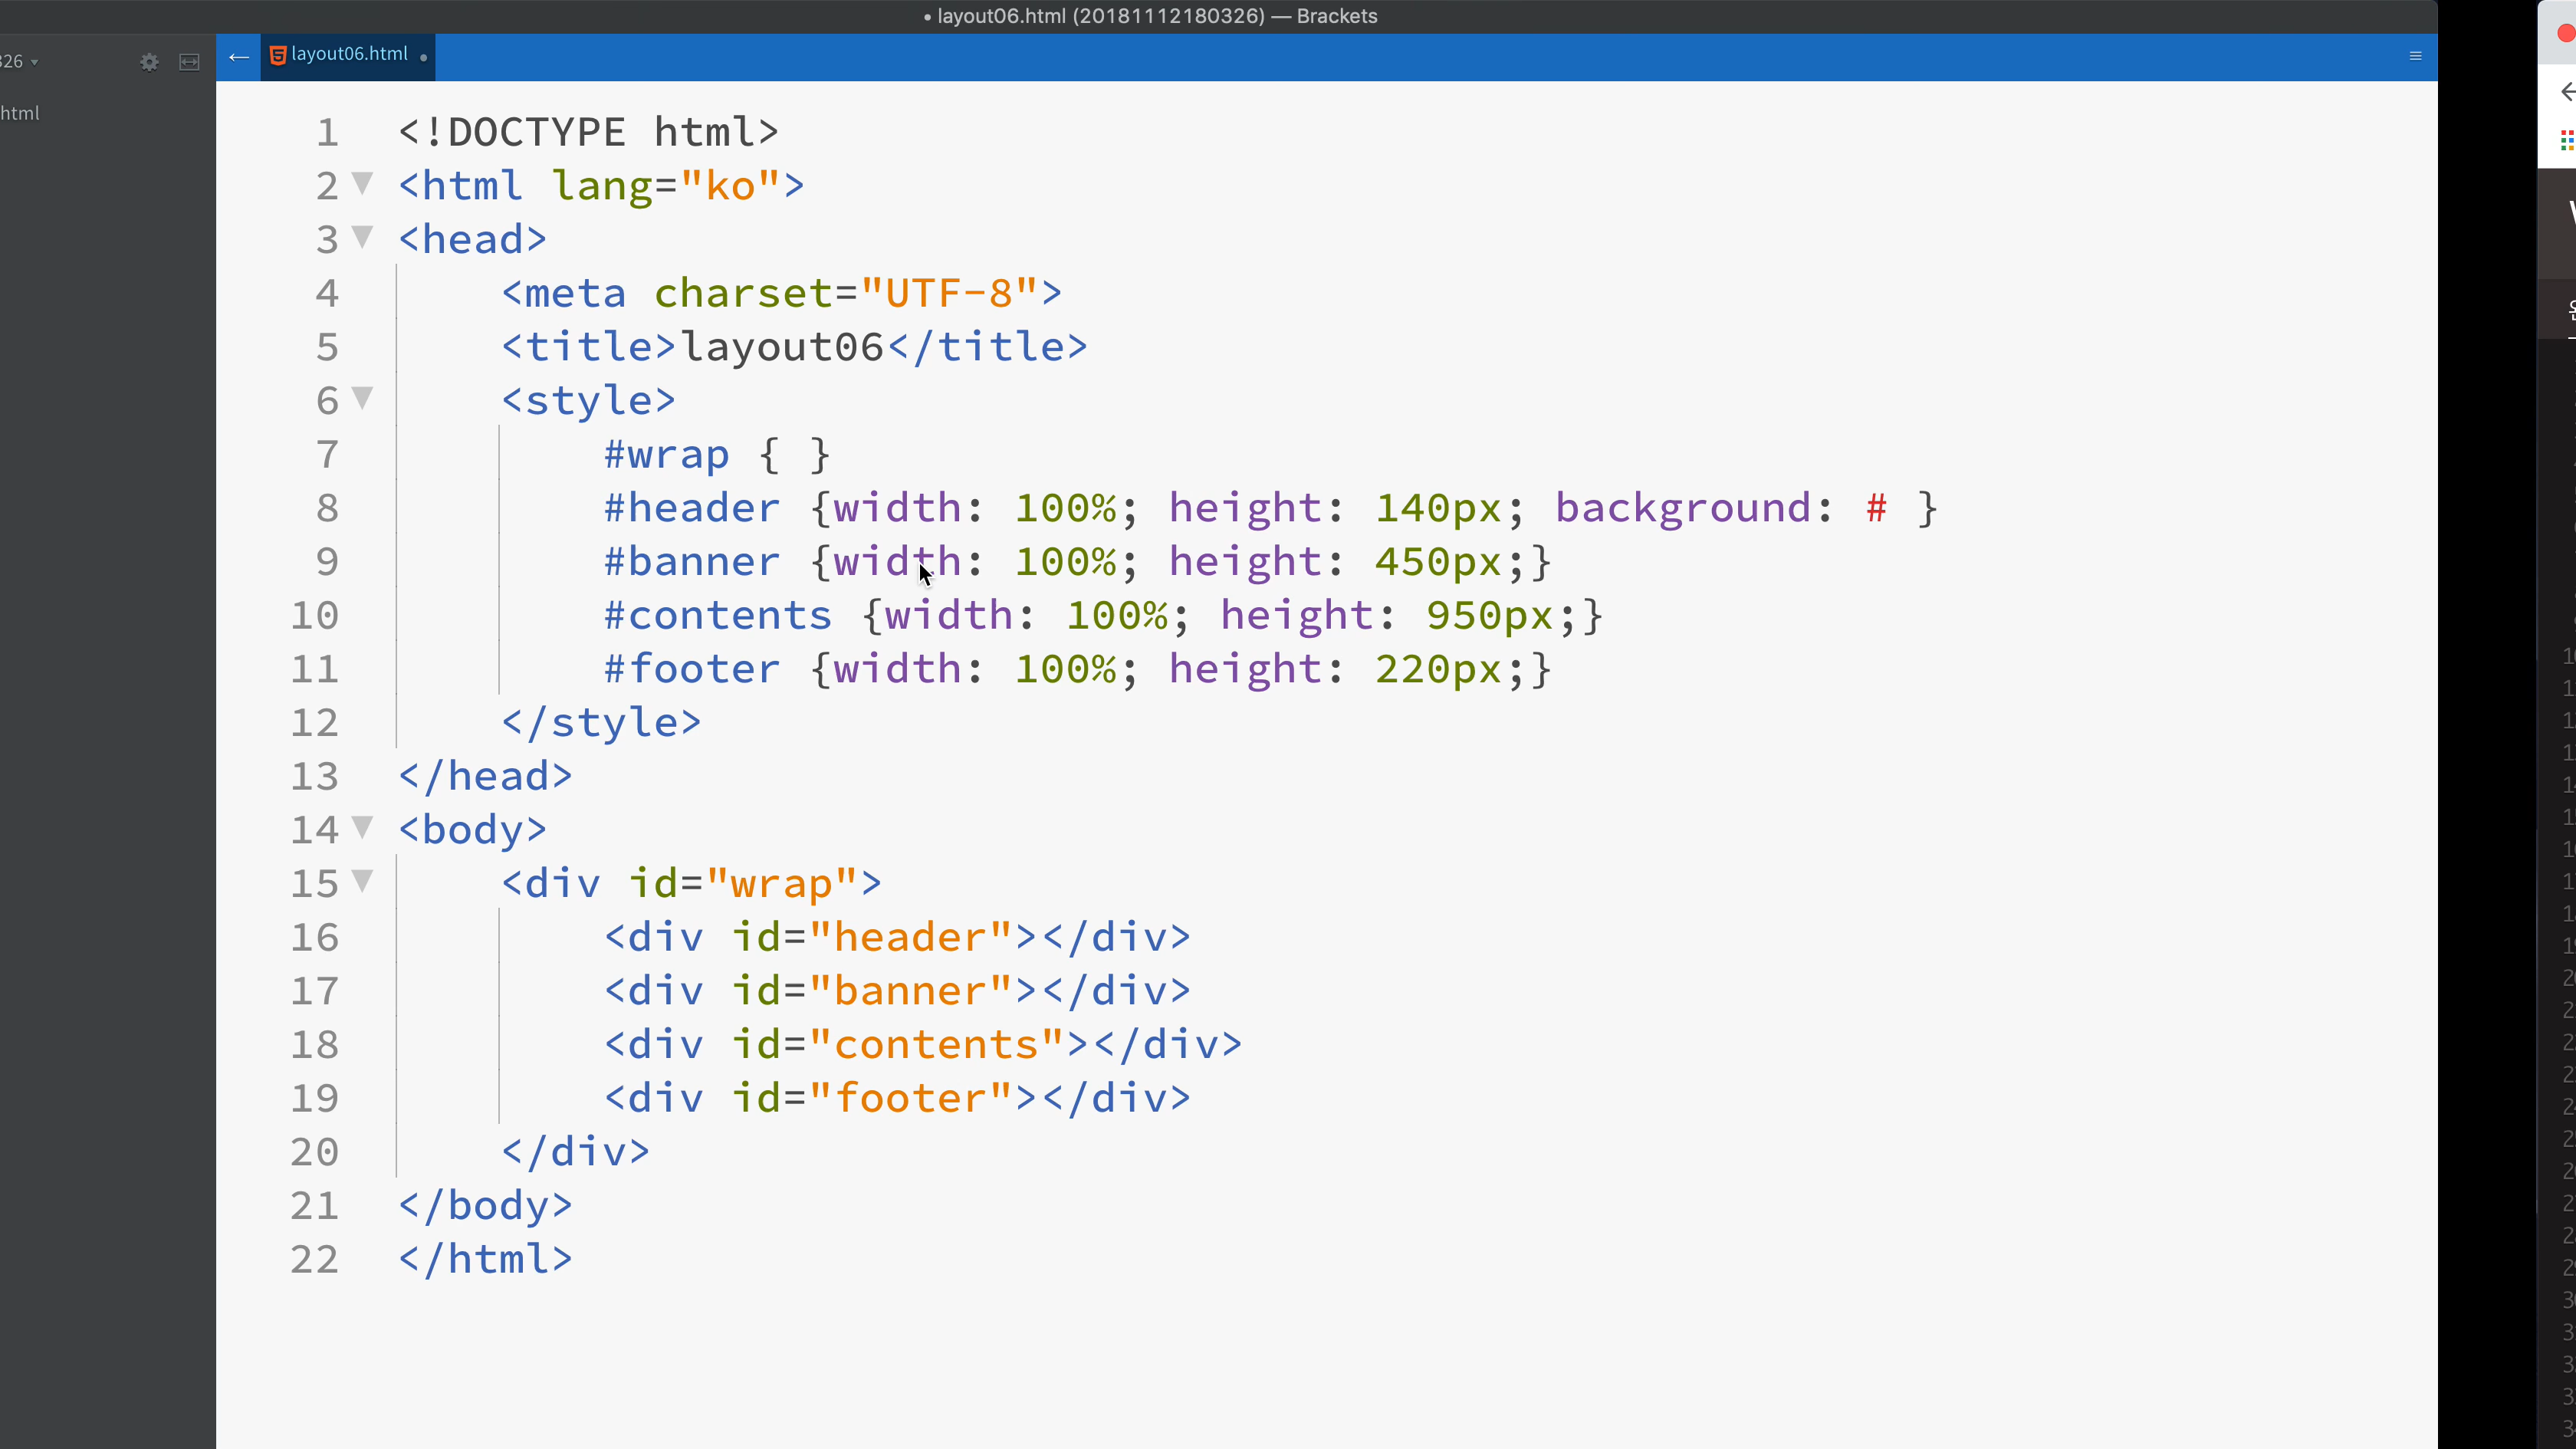 • layout06.html (20181112180326) — Brackets
326
layout06.html •
html
1 <!DOCTYPE html>
2 <html lang="ko">
3 <head>
4 <meta charset="UTF-8">
5 <title>layout06</title>
6 <style>
7 #wrap { }
8 #header {width: 100%; height: 140px; background: # }
9 #banner {width: 100%; height: 450px;}
10 #contents {width: 100%; height: 950px;}
11 #footer {width: 100%; height: 220px;}
12 </style>
13 </head>
14 <body>
15 <div id="wrap">
16 <div id="header"></div>
17 <div id="banner"></div>
18 <div id="contents"></div>
19 <div id="footer"></div>
20 </div>
21 </body>
22 </html>